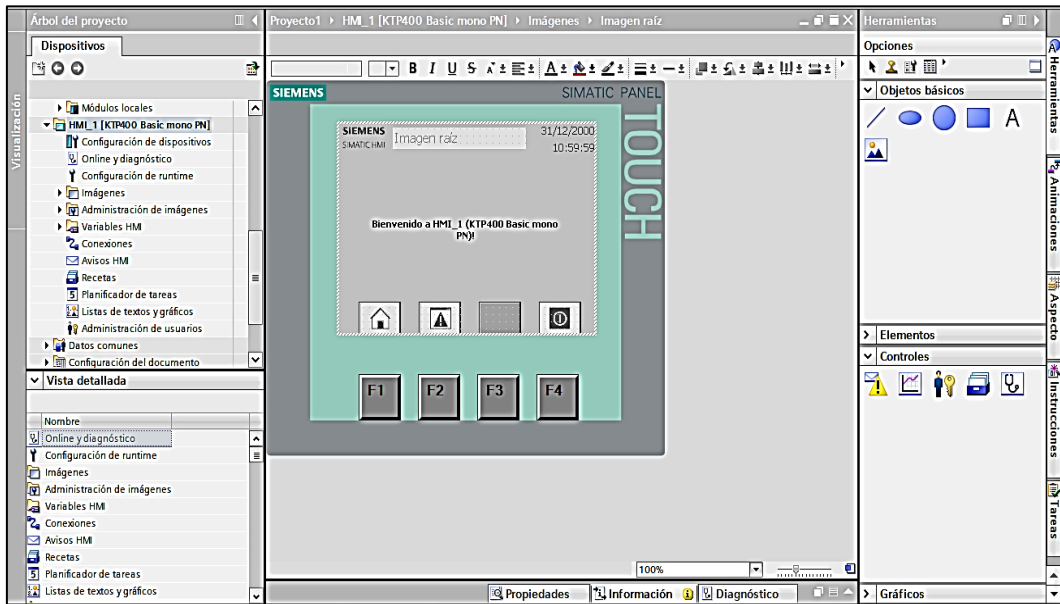 Árbol del proyecto
Dispositivos
Visualización
Módulos locales
HMI_1 [KTP400 Basic mono PN]
Configuración de dispositivos
Online y diagnóstico
Configuración de runtime
Imágenes
Administración de imágenes
Variables HMI
Conexiones
Avisos HMI
Recetas
Planificador de tareas
Listas de textos y gráficos
Administración de usuarios
Datos comunes
Configuración del documento
Vista detallada
Nombre
Online y diagnóstico
Configuración de runtime
Imágenes
Administración de imágenes
Variables HMI
Conexiones
Avisos HMI
Recetas
Planificador de tareas
Listas de textos y gráficos
Proyecto1 HMI_1 [KTP400 Basic mono PN] Imágenes Imagen raíz
B I U S A A
SIEMENS SIMATIC PANEL
TOUCH
SIEMENS
SIMATIC HMI
Imagen raíz
31/12/2000
10:59:59
Bienvenido a HMI_1 (KTP400 Basic mono
PN)!
F1 F2 F3 F4
100%
Propiedades Información Diagnóstico
Herramientas
Opciones
Objetos básicos
A
Elementos
Controles
Gráficos
Herramientas
Animaciones
Aspecto
Instrucciones
Tareas